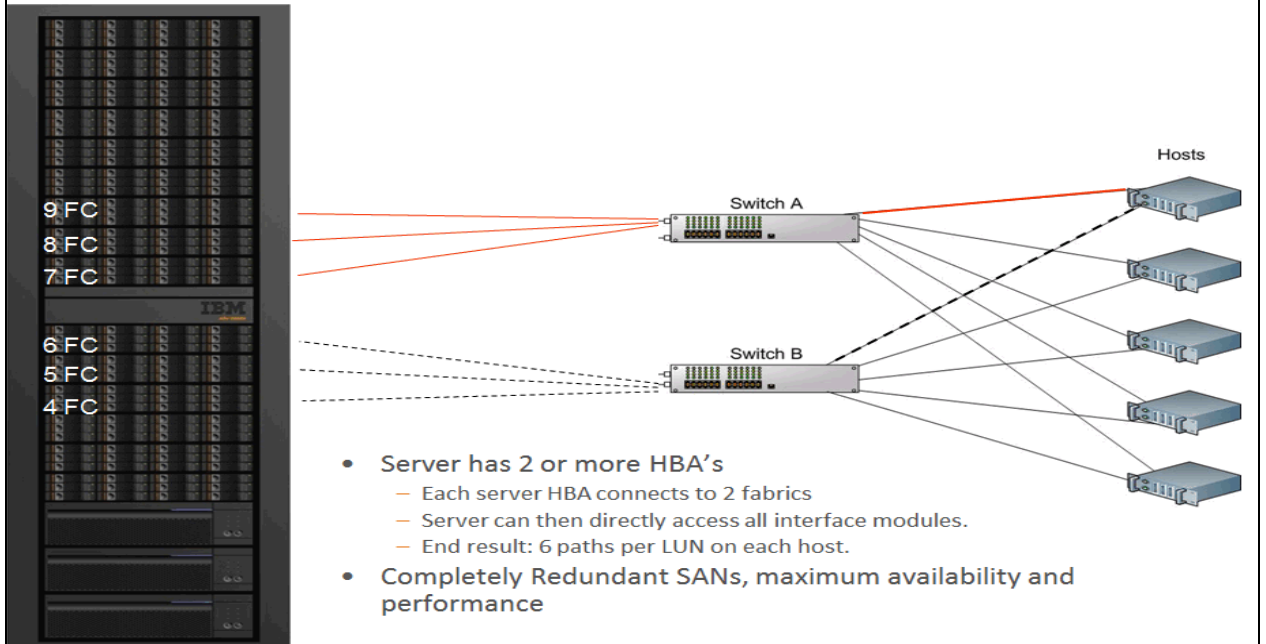 Hosts
Switch A
9 FC
8 FC
7 FC
IBM
6 FC
5 FC
4 FC
Switch B
• Server has 2 or more HBA's
– Each server HBA connects to 2 fabrics
– Server can then directly access all interface modules.
– End result: 6 paths per LUN on each host.
• Completely Redundant SANs, maximum availability and
performance